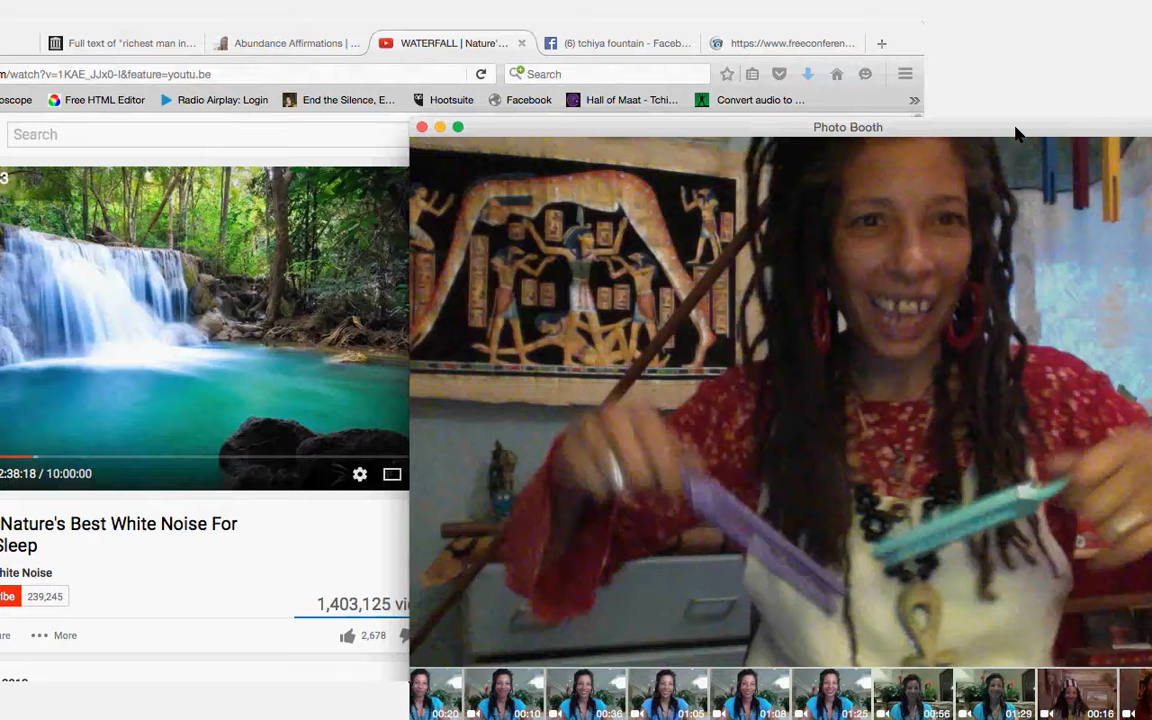 Full text of "richest man in...
Abundance Affirmations | ...
WATERFALL | Nature'...
(6) tchiya fountain - Faceb...
https://www.freeconferen...
m/watch?v=1KAE_JJx0-I&feature=youtu.be
Search
oscope
Free HTML Editor
Radio Airplay: Login
End the Silence, E...
Hootsuite
Facebook
Hall of Maat - Tchi...
Convert audio to ...
Search
Photo Booth
3
2:38:18 / 10:00:00
Nature's Best White Noise For
Sleep
hite Noise
ibe 239,245
1,403,125 vi
are
••• More
2,678
00:20
00:10
00:36
01:05
01:08
01:25
00:56
01:29
00:16